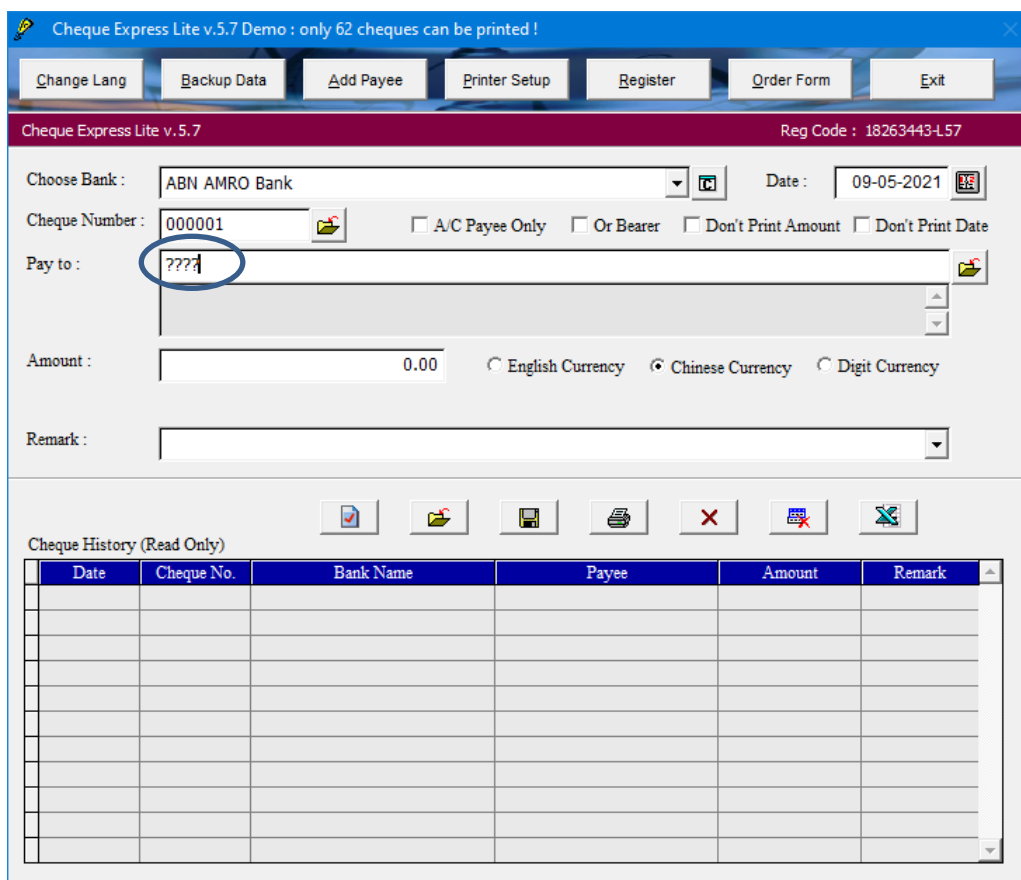 Cheque Express Lite v.5.7 Demo : only 62 cheques can be printed !
Change Lang Backup Data Add Payee Printer Setup Register Order Form Exit
Cheque Express Lite v.5.7 Reg Code : 18263443-L57
Choose Bank : ABN AMRO Bank Date : 09-05-2021
Cheque Number : 000001 A/C Payee Only Or Bearer Don't Print Amount Don't Print Date
Pay to : ????
Amount : 0.00 English Currency Chinese Currency Digit Currency
Remark :
Cheque History (Read Only)
Date Cheque No. Bank Name Payee Amount Remark